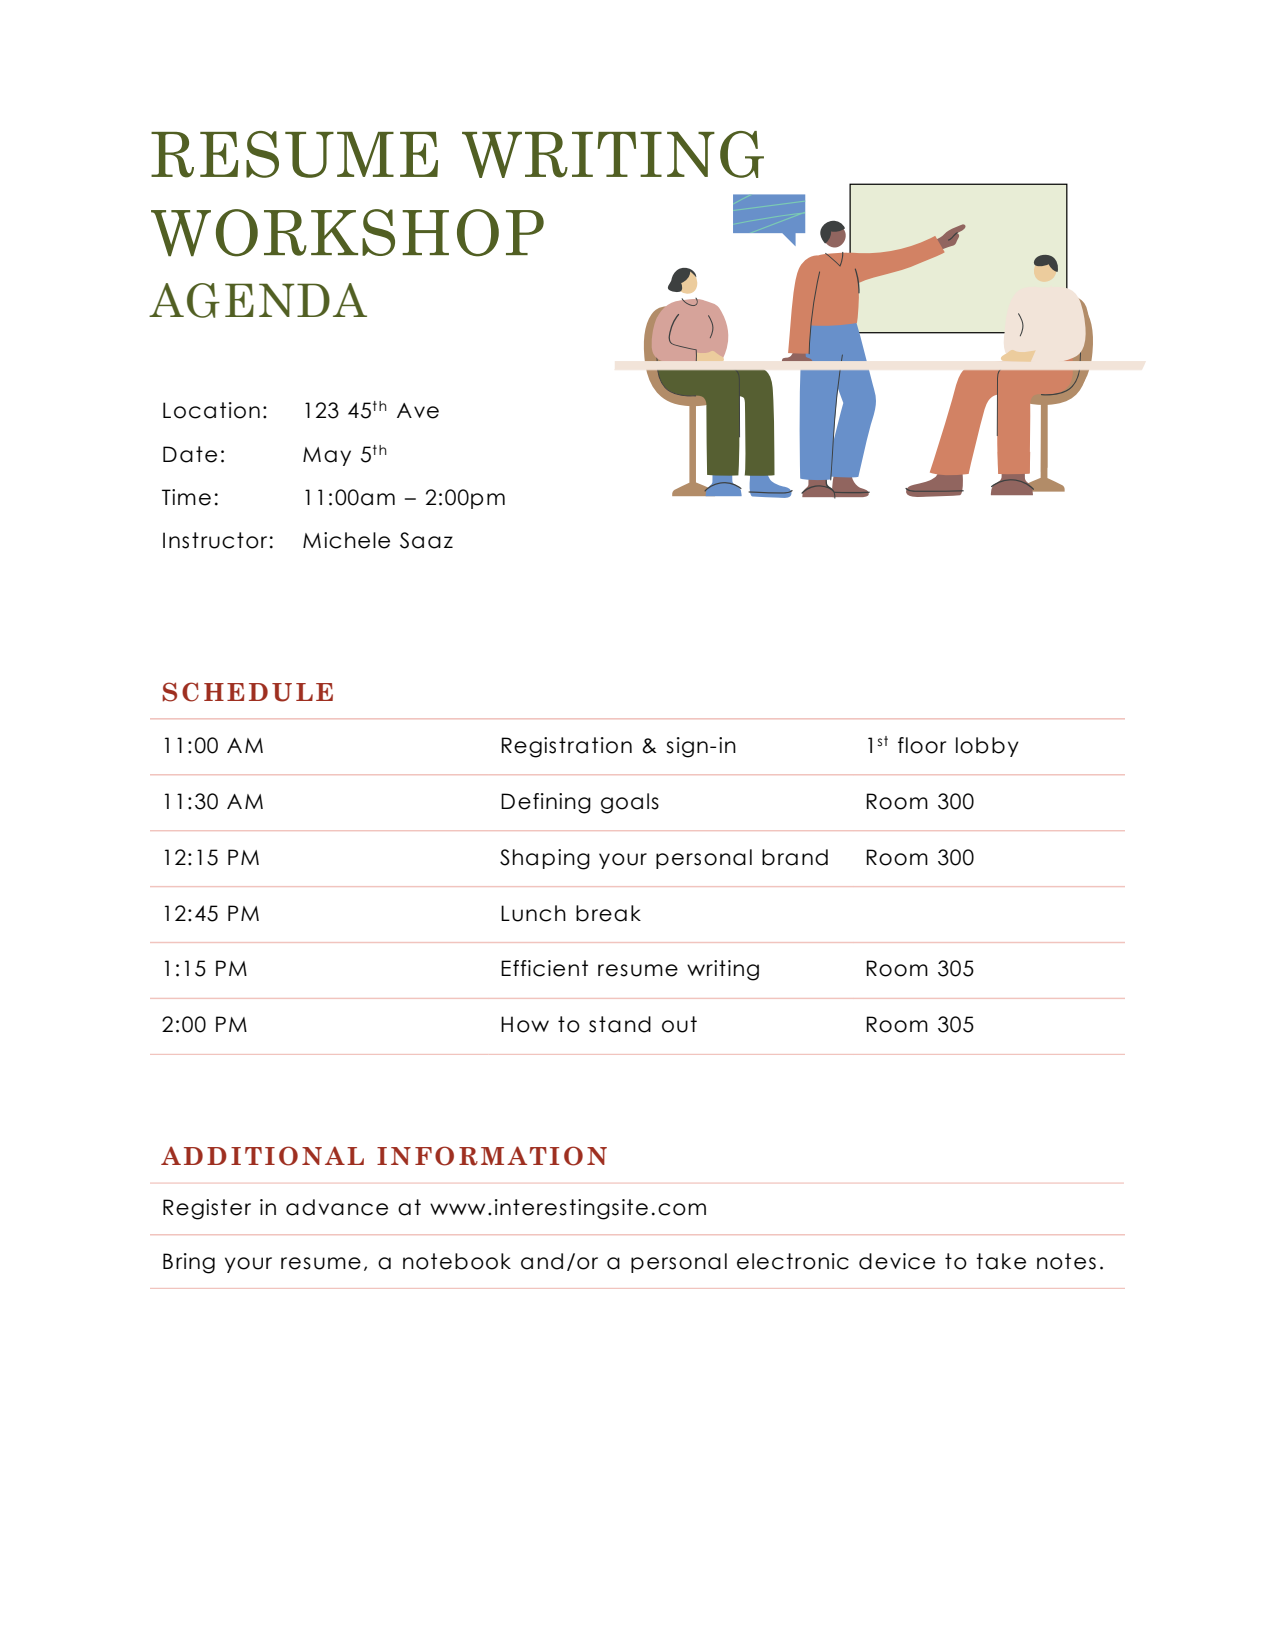 RESUME WRITING
WORKSHOP
AGENDA
Location: 123 45th Ave
Date: May 5th
Time: 11:00am – 2:00pm
Instructor: Michele Saaz
SCHEDULE
11:00 AM Registration & sign-in 1st floor lobby
11:30 AM Defining goals Room 300
12:15 PM Shaping your personal brand Room 300
12:45 PM Lunch break
1:15 PM Efficient resume writing Room 305
2:00 PM How to stand out Room 305
ADDITIONAL INFORMATION
Register in advance at www.interestingsite.com
Bring your resume, a notebook and/or a personal electronic device to take notes.